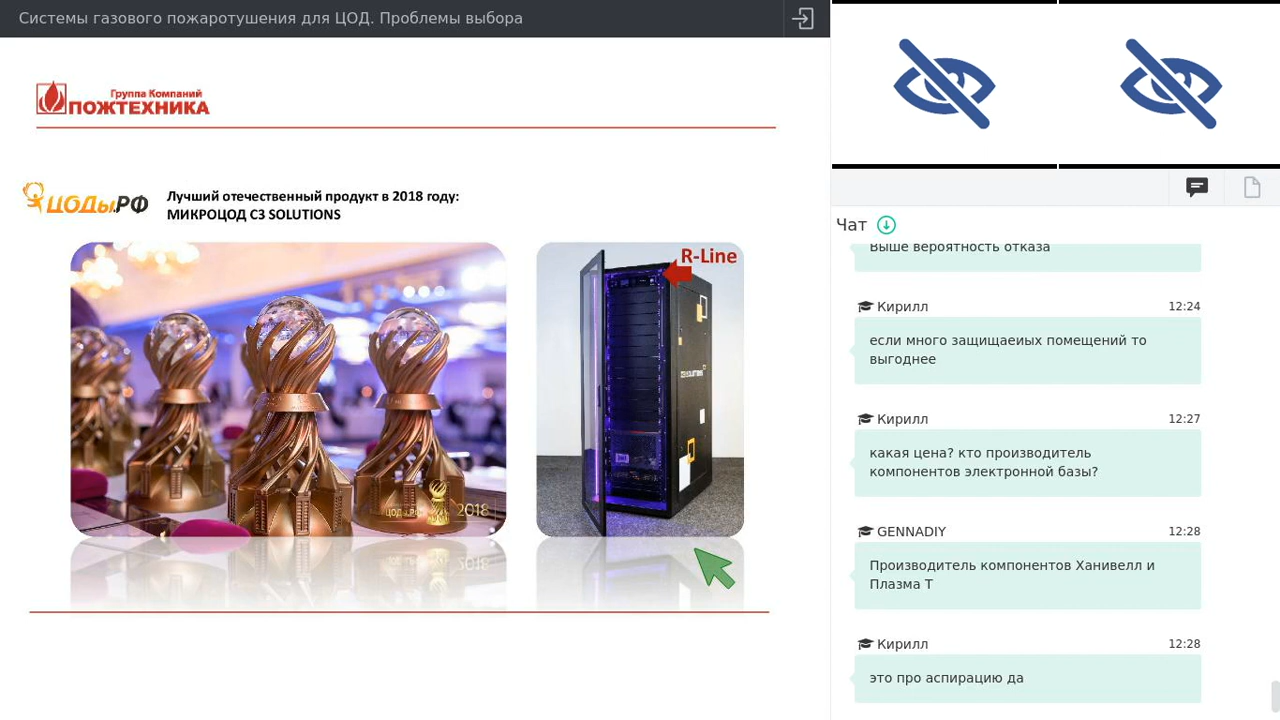 Системы газового пожаротушения для ЦОД. Проблемы выбора
Группа Компаний
ПОЖТЕХНИКА
ЦОДы.РФ
Лучший отечественный продукт в 2018 году:
МИКРОЦОД C3 SOLUTIONS
R-Line
ЦОДы.РФ
2018
Чат
Выше вероятность отказа
Кирилл 12:24
если много защищаеиых помещений то
выгоднее
Кирилл 12:27
какая цена? кто производитель
компонентов электронной базы?
GENNADIY 12:28
Производитель компонентов Ханивелл и
Плазма Т
Кирилл 12:28
это про аспирацию да